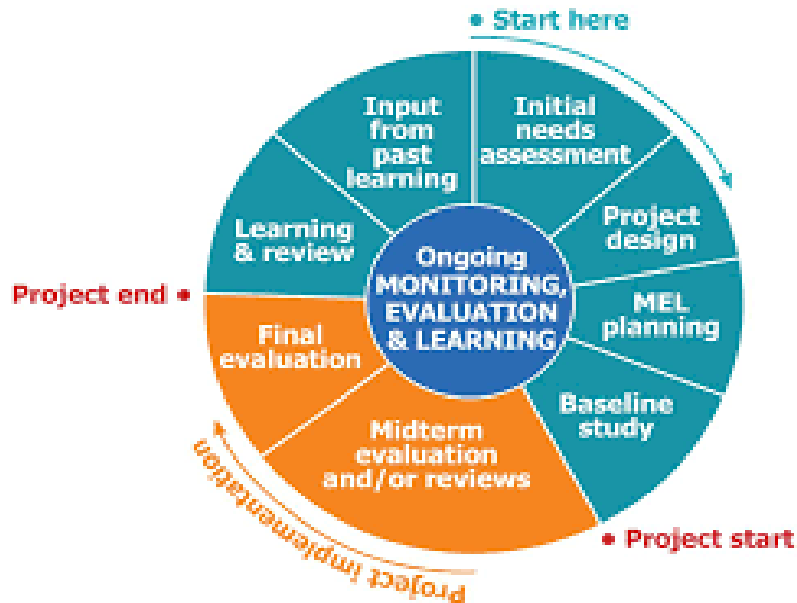 • Start here
Initial
needs
assessment
Project
design
MEL
planning
Baseline
study
• Project start
Midterm
evaluation
and/or reviews
Project implementation
Final
evaluation
Project end •
Learning
& review
Input
from
past
learning
Ongoing
MONITORING,
EVALUATION
& LEARNING